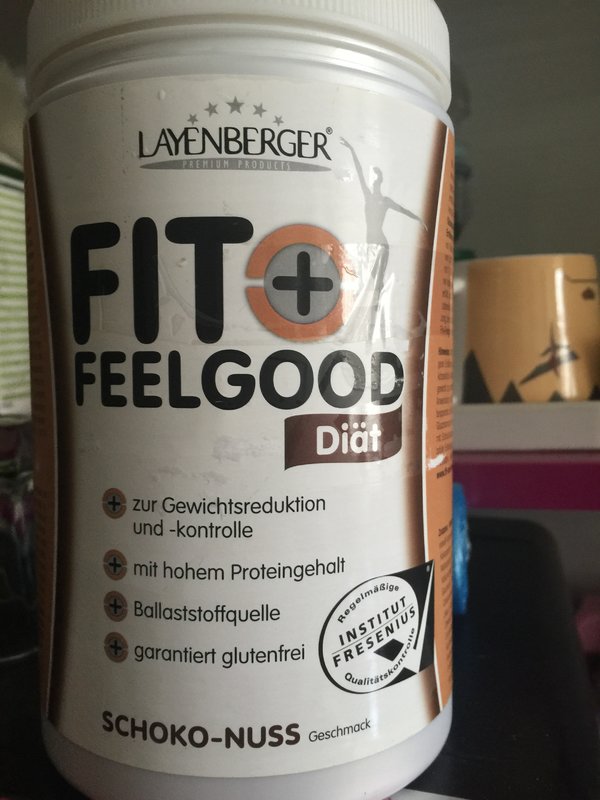 LAYENBERGER®
PREMIUM PRODUCTS
FIT+
FEELGOOD
Diät
zur Gewichtsreduktion
und -kontrolle
mit hohem Proteingehalt
Ballaststoffquelle
garantiert glutenfrei
Regelmäßige
INSTITUT
FRESENIUS
Qualitätskontrolle
SCHOKO-NUSS Geschmack